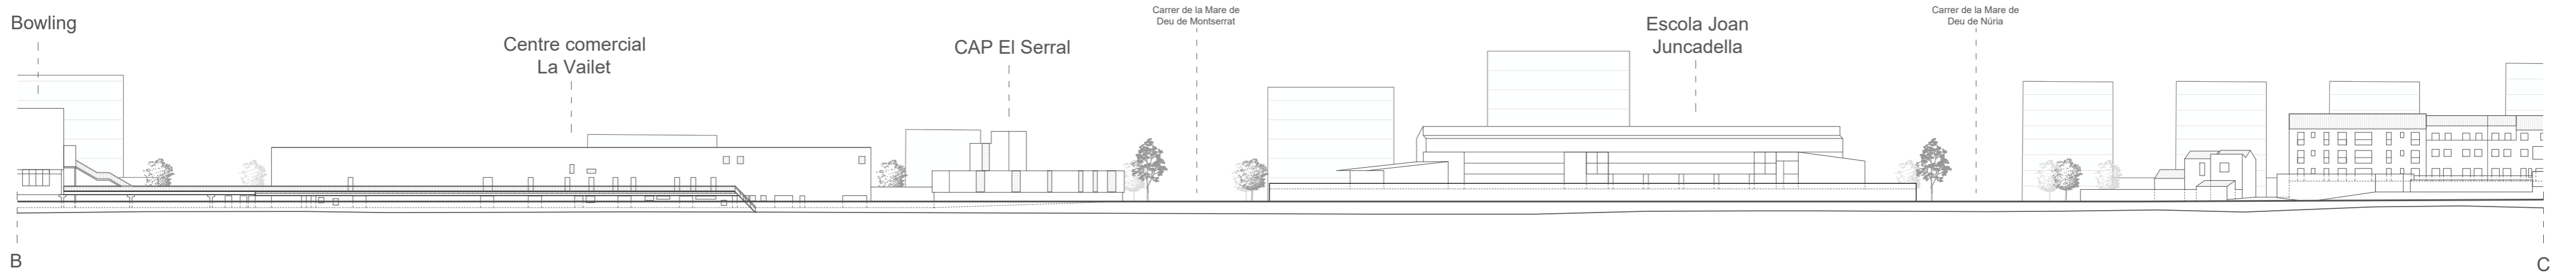 Bowling
Centre comercial
La Vailet
CAP El Serral
Carrer de la Mare de
Deu de Montserrat
Escola Joan
Juncadella
Carrer de la Mare de
Deu de Núria
B
C